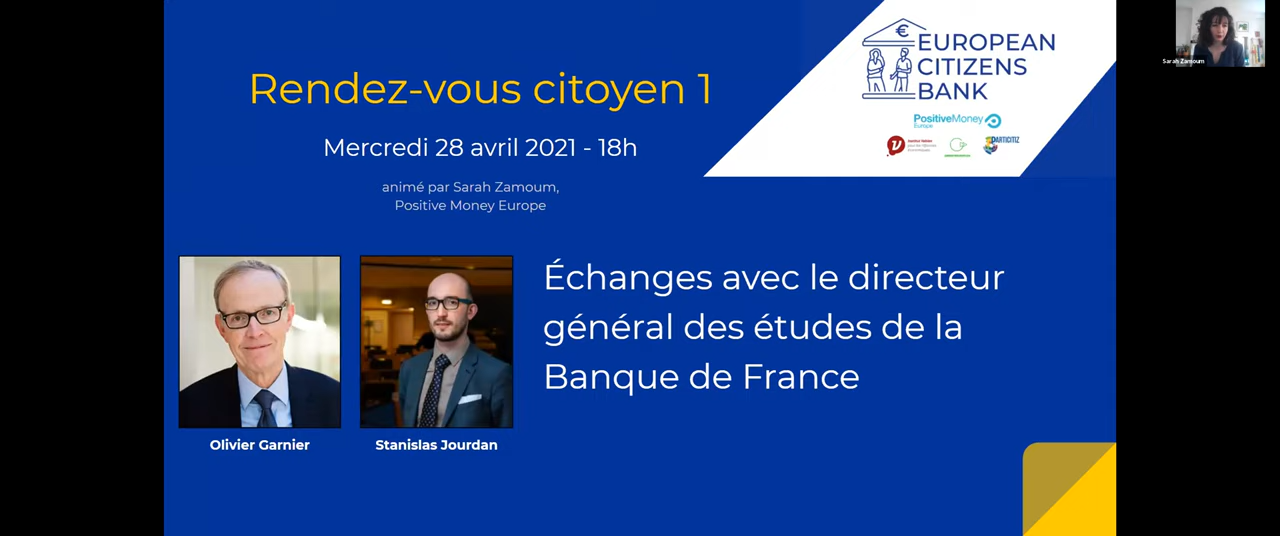 Rendez-vous citoyen 1
Mercredi 28 avril 2021 - 18h
animé par Sarah Zamoum,
Positive Money Europe
€
EUROPEAN
CITIZENS
BANK
PositiveMoney
Europe
PARTICITIZ
Sarah Zamoum
Échanges avec le directeur
général des études de la
Banque de France
Olivier Garnier
Stanislas Jourdan